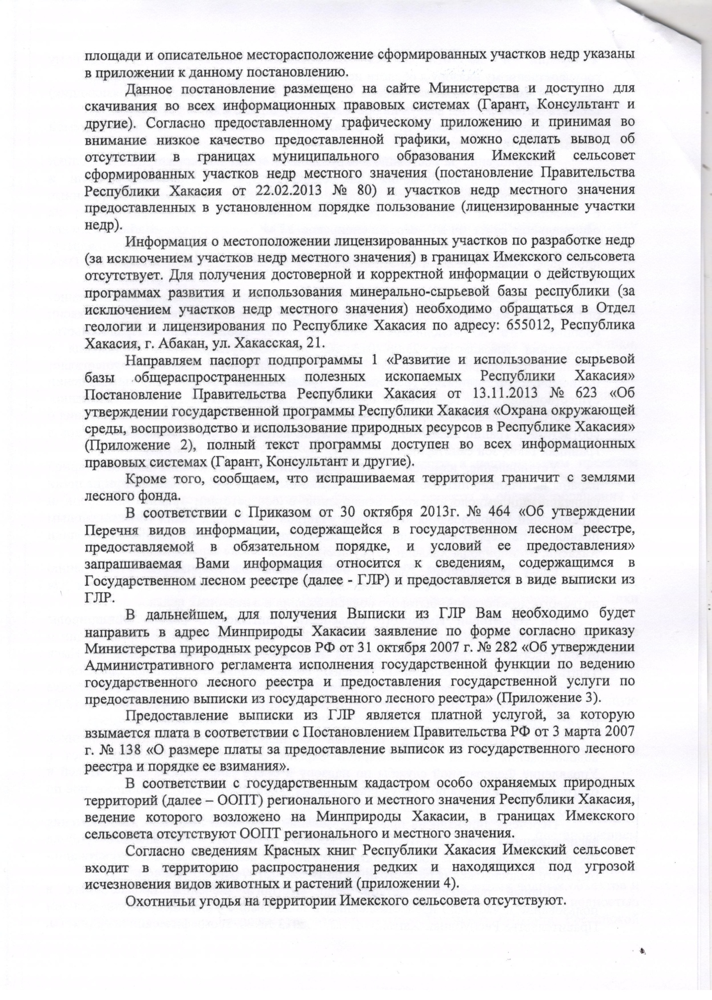 площади и описательное месторасположение сформированных участков недр указаны
в приложении к данному постановлению.
Данное постановление размещено на сайте Министерства и доступно для
скачивания во всех информационных правовых системах (Гарант, Консультант и
другие). Согласно предоставленному графическому приложению и принимая во
внимание низкое качество предоставленной графики, можно сделать вывод об
отсутствии в границах муниципального образования Имекский сельсовет
сформированных участков недр местного значения (постановление Правительства
Республики Хакасия от 22.02.2013 № 80) и участков недр местного значения
предоставленных в установленном порядке пользование (лицензированные участки
недр).
Информация о местоположении лицензированных участков по разработке недр
(за исключением участков недр местного значения) в границах Имекского сельсовета
отсутствует. Для получения достоверной и корректной информации о действующих
программах развития и использования минерально-сырьевой базы республики (за
исключением участков недр местного значения) необходимо обращаться в Отдел
геологии и лицензирования по Республике Хакасия по адресу: 655012, Республика
Хакасия, г. Абакан, ул. Хакасская, 21.
Направляем паспорт подпрограммы 1 «Развитие и использование сырьевой
базы общераспространенных полезных ископаемых Республики Хакасия»
Постановление Правительства Республики Хакасия от 13.11.2013 № 623 «Об
утверждении государственной программы Республики Хакасия «Охрана окружающей
среды, воспроизводство и использование природных ресурсов в Республике Хакасия»
(Приложение 2), полный текст программы доступен во всех информационных
правовых системах (Гарант, Консультант и другие).
Кроме того, сообщаем, что испрашиваемая территория граничит с землями
лесного фонда.
В соответствии с Приказом от 30 октября 2013г. № 464 «Об утверждении
Перечня видов информации, содержащейся в государственном лесном реестре,
предоставляемой в обязательном порядке, и условий ее предоставления»
запрашиваемая Вами информация относится к сведениям, содержащимся в
Государственном лесном реестре (далее - ГЛР) и предоставляется в виде выписки из
ГЛР.
В дальнейшем, для получения Выписки из ГЛР Вам необходимо будет
направить в адрес Минприроды Хакасии заявление по форме согласно приказу
Министерства природных ресурсов РФ от 31 октября 2007 г. № 282 «Об утверждении
Административного регламента исполнения государственной функции по ведению
государственного лесного реестра и предоставления государственной услуги по
предоставлению выписки из государственного лесного реестра» (Приложение 3).
Предоставление выписки из ГЛР является платной услугой, за которую
взымается плата в соответствии с Постановлением Правительства РФ от 3 марта 2007
г. № 138 «О размере платы за предоставление выписок из государственного лесного
реестра и порядке ее взимания».
В соответствии с государственным кадастром особо охраняемых природных
территорий (далее – ООПТ) регионального и местного значения Республики Хакасия,
ведение которого возложено на Минприроды Хакасии, в границах Имекского
сельсовета отсутствуют ООПТ регионального и местного значения.
Согласно сведениям Красных книг Республики Хакасия Имекский сельсовет
входит в территорию распространения редких и находящихся под угрозой
исчезновения видов животных и растений (приложении 4).
Охотничьи угодья на территории Имекского сельсовета отсутствуют.